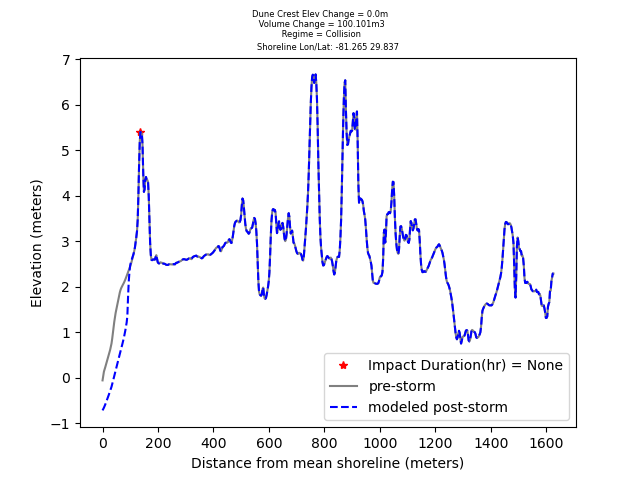 Dune Crest Elev Change = 0.0m
Volume Change = 100.101m3
Regime = Collision
Shoreline Lon/Lat: -81.265 29.837
7
6
5
4
3
2
1
0
−1
Elevation (meters)
Impact Duration(hr) = None
pre-storm
modeled post-storm
0 200 400 600 800 1000 1200 1400 1600
Distance from mean shoreline (meters)